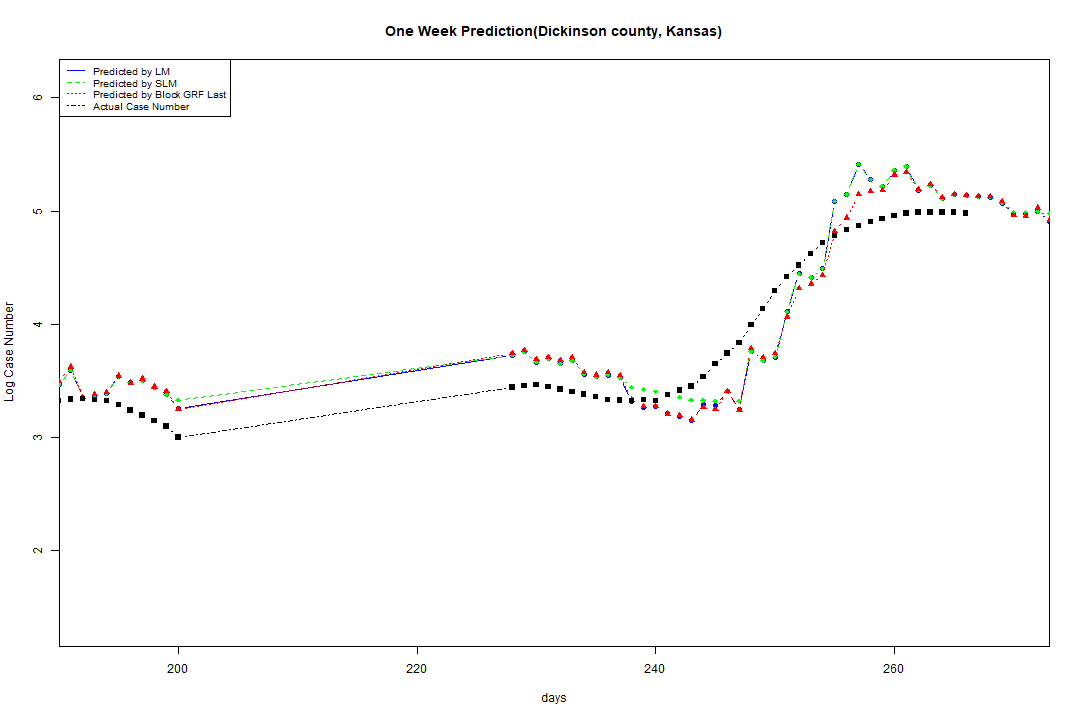 One Week Prediction(Dickinson county, Kansas)
Predicted by LM
Predicted by SLM
Predicted by Block GRF Last
Actual Case Number
6
5
4
3
2
Log Case Number
200
220
240
260
days